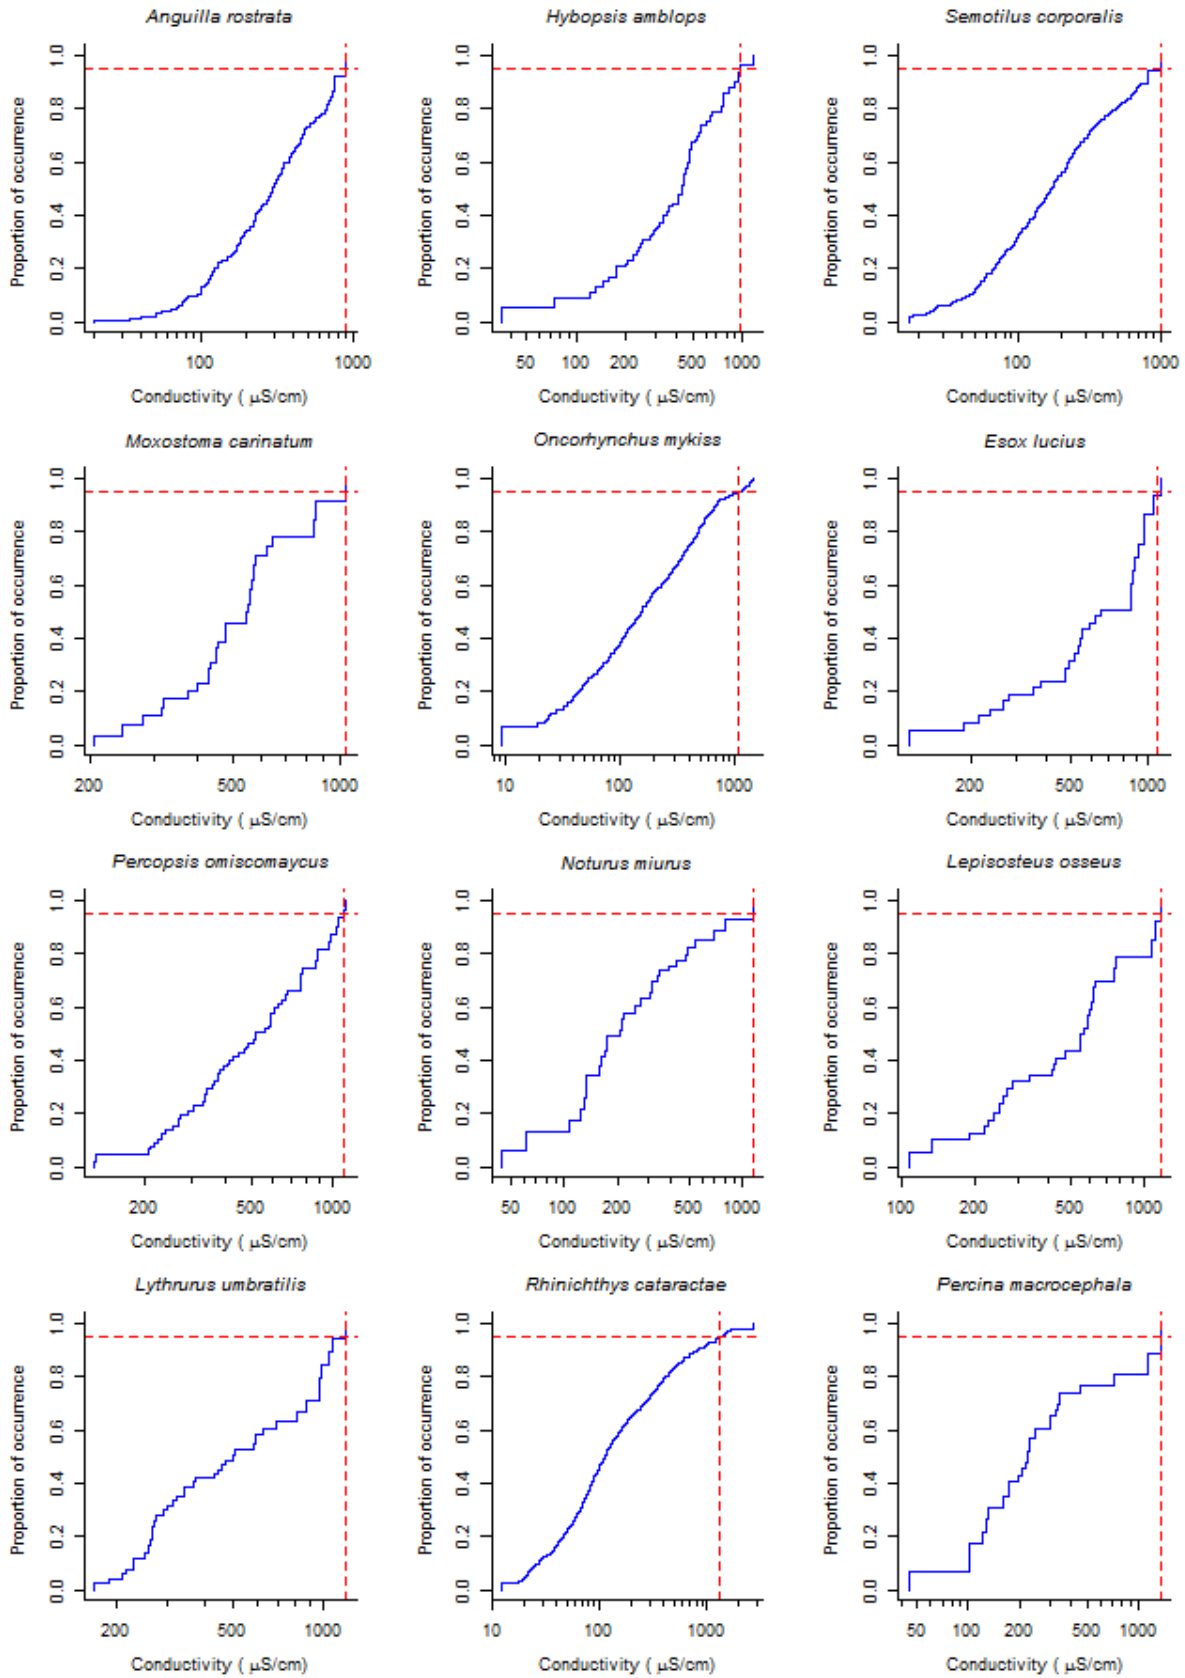 Anguilla rostrata
Hybopsis amblops
Semotilus corporalis
Proportion of occurrence
0.0 0.2 0.4 0.6 0.8 1.0
100 1000
Conductivity ( μS/cm)
Proportion of occurrence
0.0 0.2 0.4 0.6 0.8 1.0
50 100 200 500 1000
Conductivity ( μS/cm)
Proportion of occurrence
0.0 0.2 0.4 0.6 0.8 1.0
100 1000
Conductivity ( μS/cm)
Moxostoma carinatum
Oncorhynchus mykiss
Esox lucius
Proportion of occurrence
0.0 0.2 0.4 0.6 0.8 1.0
200 500 1000
Conductivity ( μS/cm)
Proportion of occurrence
0.0 0.2 0.4 0.6 0.8 1.0
10 100 1000
Conductivity ( μS/cm)
Proportion of occurrence
0.0 0.2 0.4 0.6 0.8 1.0
200 500 1000
Conductivity ( μS/cm)
Percopsis omiscomaycus
Noturus miurus
Lepisosteus osseus
Proportion of occurrence
0.0 0.2 0.4 0.6 0.8 1.0
200 500 1000
Conductivity ( μS/cm)
Proportion of occurrence
0.0 0.2 0.4 0.6 0.8 1.0
50 100 200 500 1000
Conductivity ( μS/cm)
Proportion of occurrence
0.0 0.2 0.4 0.6 0.8 1.0
100 200 500 1000
Conductivity ( μS/cm)
Lythrurus umbratilis
Rhinichthys cataractae
Percina macrocephala
Proportion of occurrence
0.0 0.2 0.4 0.6 0.8 1.0
200 500 1000
Conductivity ( μS/cm)
Proportion of occurrence
0.0 0.2 0.4 0.6 0.8 1.0
10 100 1000
Conductivity ( μS/cm)
Proportion of occurrence
0.0 0.2 0.4 0.6 0.8 1.0
50 100 200 500 1000
Conductivity ( μS/cm)